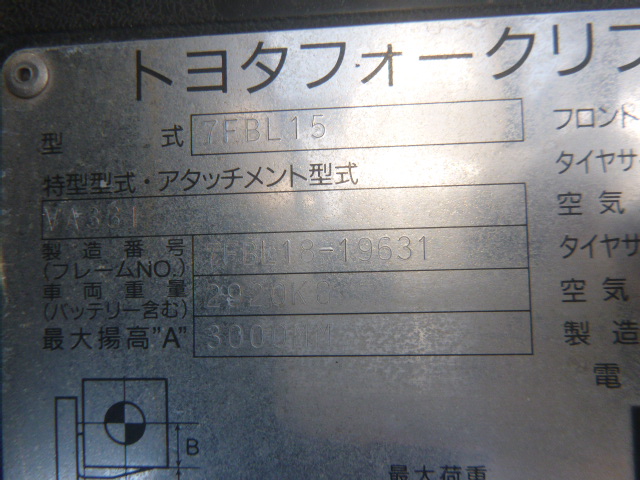 トヨタフォークリフ
型 式 7FBL15
フロント
特型型式・アタッチメント型式
タイヤサ
空気
製造番号
(フレームNO.) 7FBL18-19631
タイヤサ
車両重量
(バッテリー含む)
空気
最大揚高"A"
製造
電
B
最大荷重